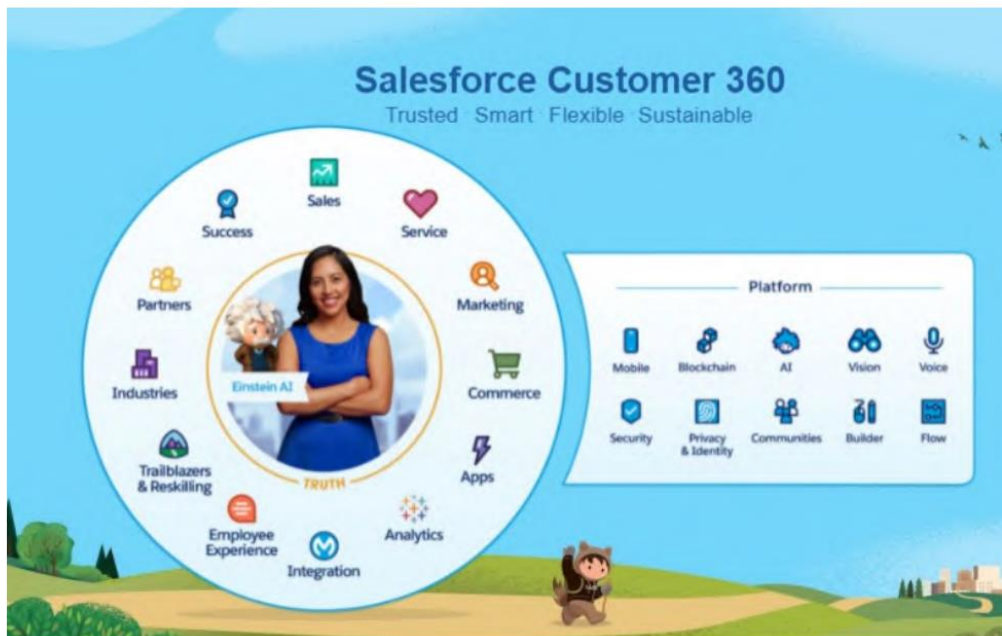 Salesforce Customer 360
Trusted Smart Flexible Sustainable
Sales
Service
Marketing
Commerce
Apps
Analytics
Integration
Employee
Experience
Trailblazers
& Reskilling
Industries
Partners
Success
Einstein AI
TRUTH
Platform
Mobile
Blockchain
AI
Vision
Voice
Security
Privacy
& Identity
Communities
Builder
Flow